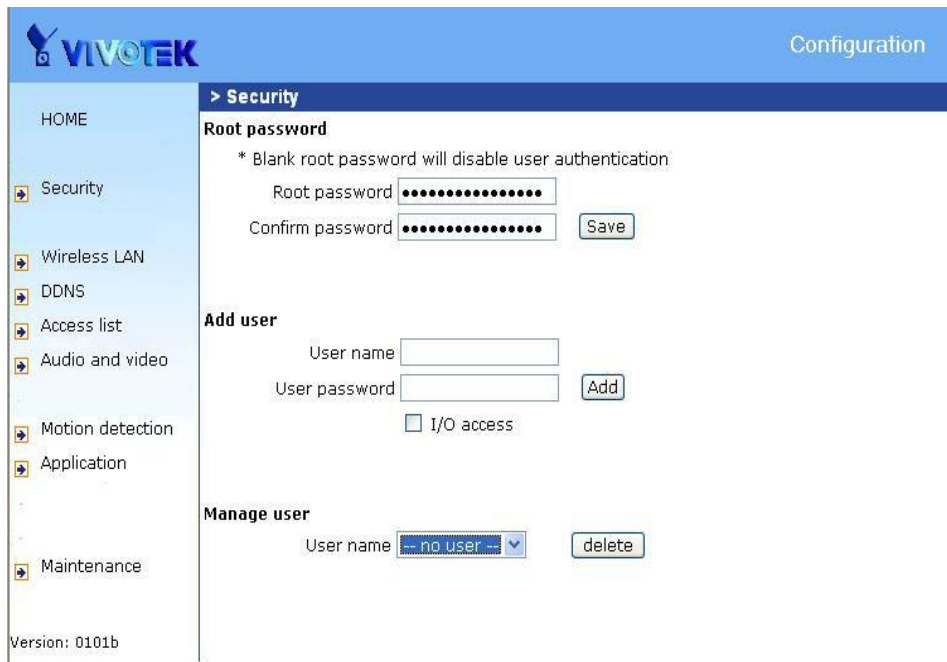 VIVOTEK
Configuration
HOME
Security
Wireless LAN
DDNS
Access list
Audio and video
Motion detection
Application
Maintenance
Version: 0101b
> Security
Root password
* Blank root password will disable user authentication
Root password ••••••••••••••••
Confirm password •••••••••••••••• Save
Add user
User name
User password Add
I/O access
Manage user
User name -- no user -- delete